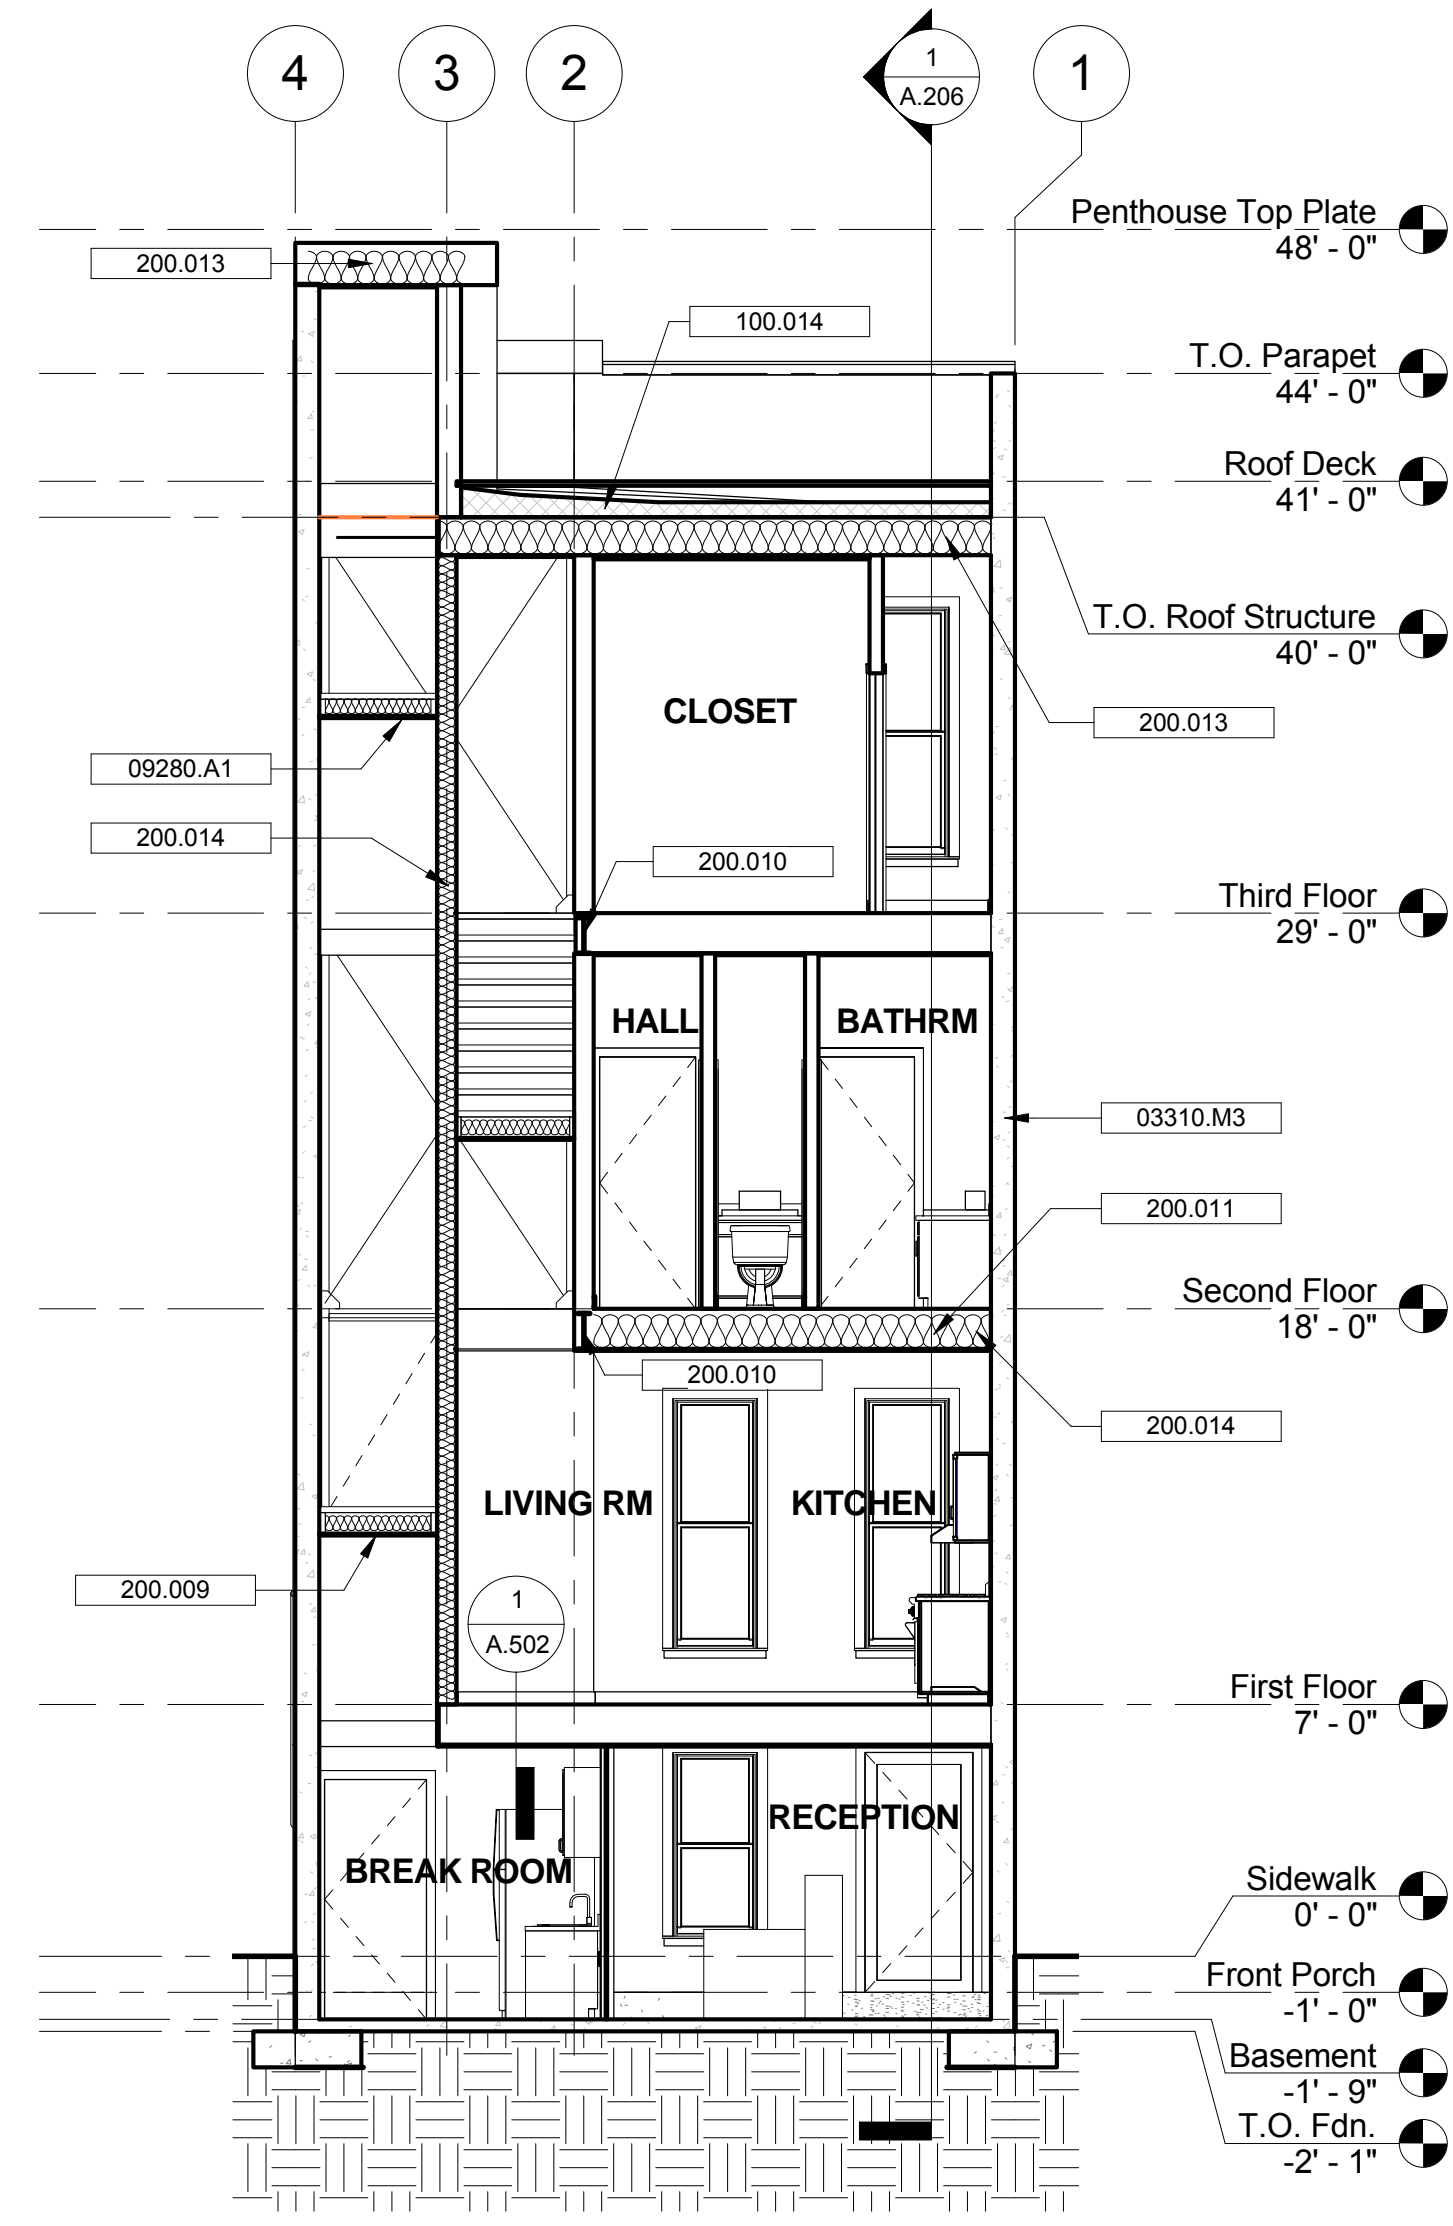 4
3
2
1
A.206
1
Penthouse Top Plate
48' - 0"
200.013
100.014
T.O. Parapet
44' - 0"
Roof Deck
41' - 0"
T.O. Roof Structure
40' - 0"
CLOSET
200.013
09280.A1
200.014
200.010
Third Floor
29' - 0"
HALL
BATHRM
03310.M3
200.011
Second Floor
18' - 0"
200.010
200.014
LIVING RM
KITCHEN
200.009
1
A.502
First Floor
7' - 0"
RECEPTION
BREAK ROOM
Sidewalk
0' - 0"
Front Porch
-1' - 0"
Basement
-1' - 9"
T.O. Fdn.
-2' - 1"